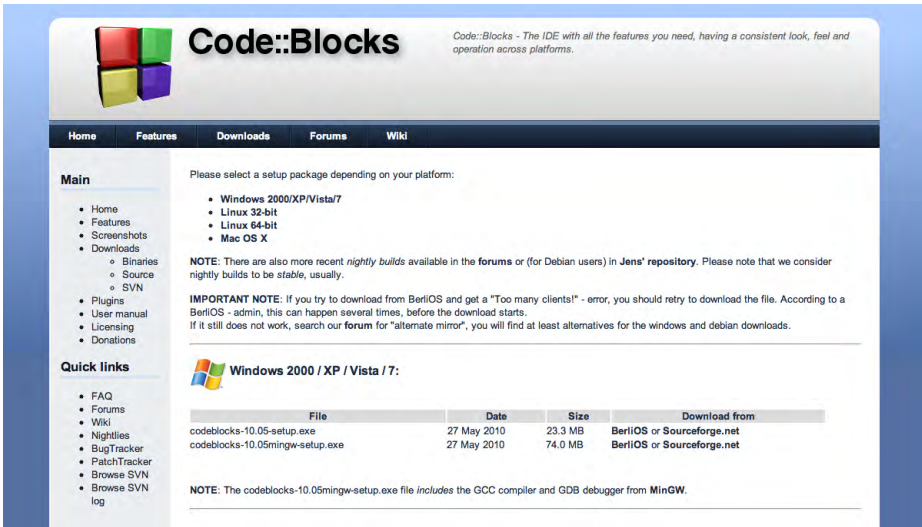 Code::Blocks
Code::Blocks - The IDE with all the features you need, having a consistent look, feel and
operation across platforms.
Home Features Downloads Forums Wiki
Main
Home
Features
Screenshots
Downloads
Binaries
Source
SVN
Plugins
User manual
Licensing
Donations
Quick links
FAQ
Forums
Wiki
Nightlies
BugTracker
PatchTracker
Browse SVN
Browse SVN
log
Please select a setup package depending on your platform:
Windows 2000/XP/Vista/7
Linux 32-bit
Linux 64-bit
Mac OS X
NOTE: There are also more recent nightly builds available in the forums or (for Debian users) in Jens' repository. Please note that we consider
nightly builds to be stable, usually.
IMPORTANT NOTE: If you try to download from BerliOS and get a "Too many clients!" - error, you should retry to download the file. According to a
BerliOS - admin, this can happen several times, before the download starts.
If it still does not work, search our forum for "alternate mirror", you will find at least alternatives for the windows and debian downloads.
Windows 2000 / XP / Vista / 7:
File Date Size Download from
codeblocks-10.05-setup.exe 27 May 2010 23.3 MB BerliOS or Sourceforge.net
codeblocks-10.05mingw-setup.exe 27 May 2010 74.0 MB BerliOS or Sourceforge.net
NOTE: The codeblocks-10.05mingw-setup.exe file includes the GCC compiler and GDB debugger from MinGW.